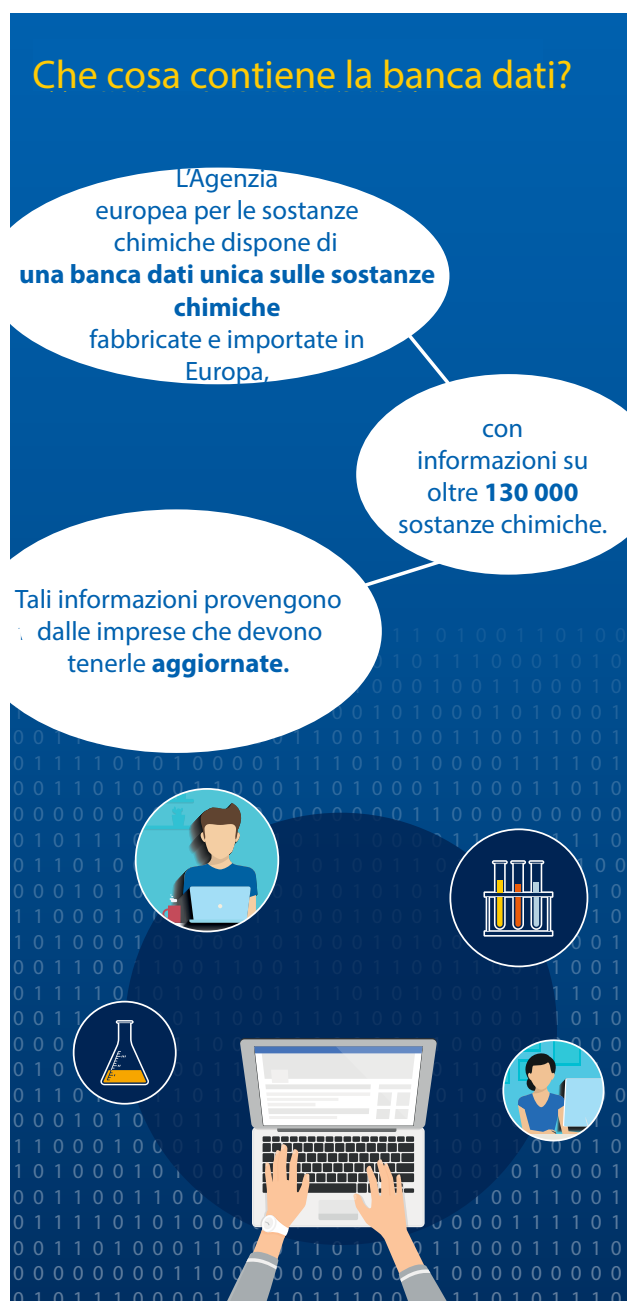 Che cosa contiene la banca dati?
L'Agenzia
europea per le sostanze
chimiche dispone di
una banca dati unica sulle sostanze
chimiche
fabbricate e importate in
Europa,
con
informazioni su
oltre 130 000
sostanze chimiche.
Tali informazioni provengono
dalle imprese che devono
tenerle aggiornate.